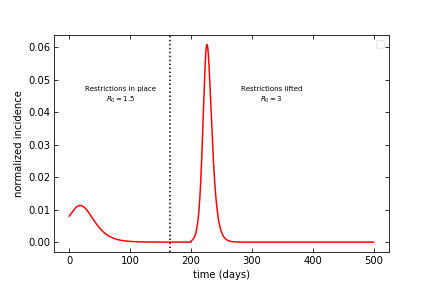 0.06
0.05
0.04
0.03
0.02
0.01
0.00
normalized incidence
Restrictions in place
R₀ = 1.5
Restrictions lifted
R₀ = 3
0 100 200 300 400 500
time (days)